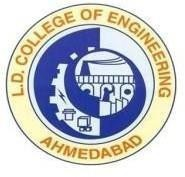 L.D. COLLEGE OF ENGINEERING
AHMEDABAD